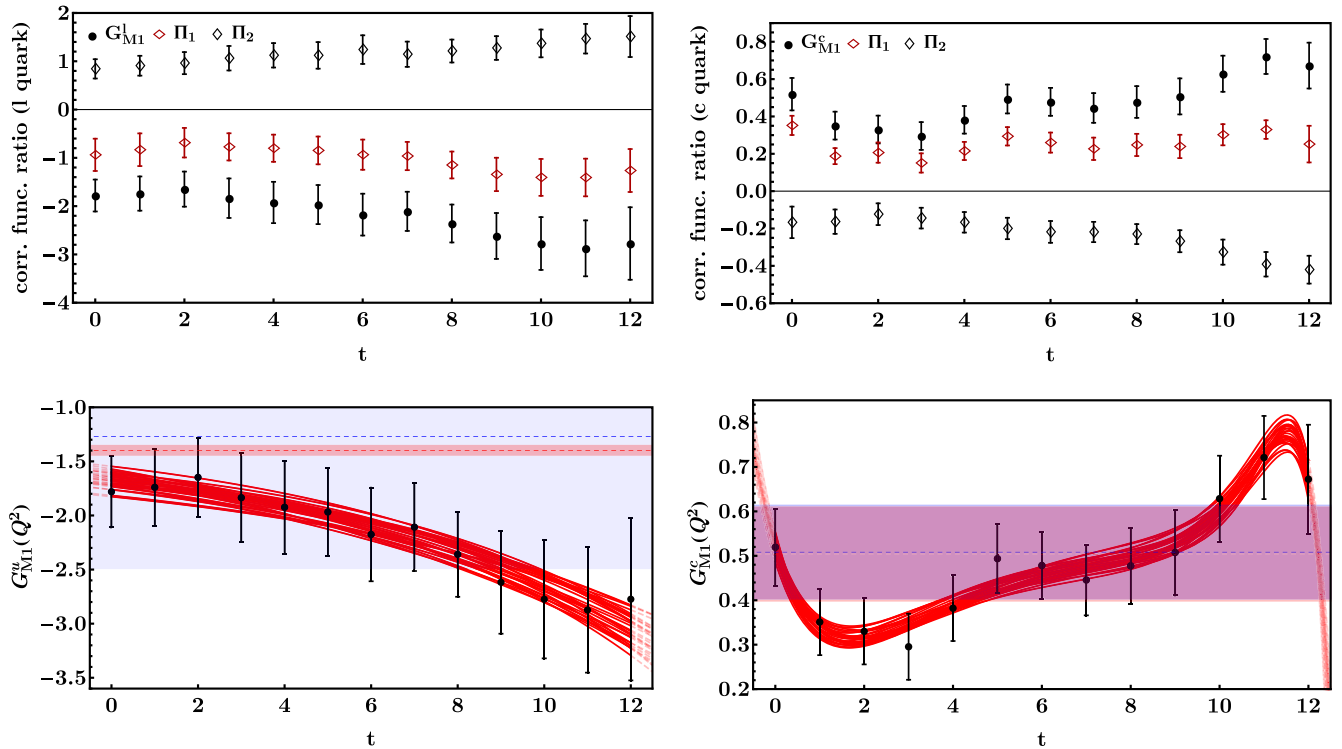 corr. func. ratio (l quark)
G^l_M1 Π1 Π2
2
1
0
−1
−2
−3
−4
0 2 4 6 8 10 12
t
corr. func. ratio (c quark)
G^c_M1 Π1 Π2
0.8
0.6
0.4
0.2
0.0
−0.2
−0.4
−0.6
0 2 4 6 8 10 12
t
G^u_M1(Q^2)
−1.0
−1.5
−2.0
−2.5
−3.0
−3.5
0 2 4 6 8 10 12
t
G^c_M1(Q^2)
0.8
0.7
0.6
0.5
0.4
0.3
0.2
0 2 4 6 8 10 12
t